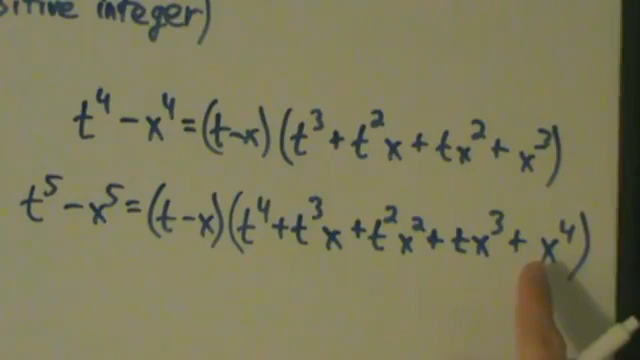 sitive integer)
t⁴ - x⁴ = (t-x)(t³ + t²x + tx² + x³)
t⁵ - x⁵ = (t-x)(t⁴ + t³x + t²x² + tx³ + x⁴)